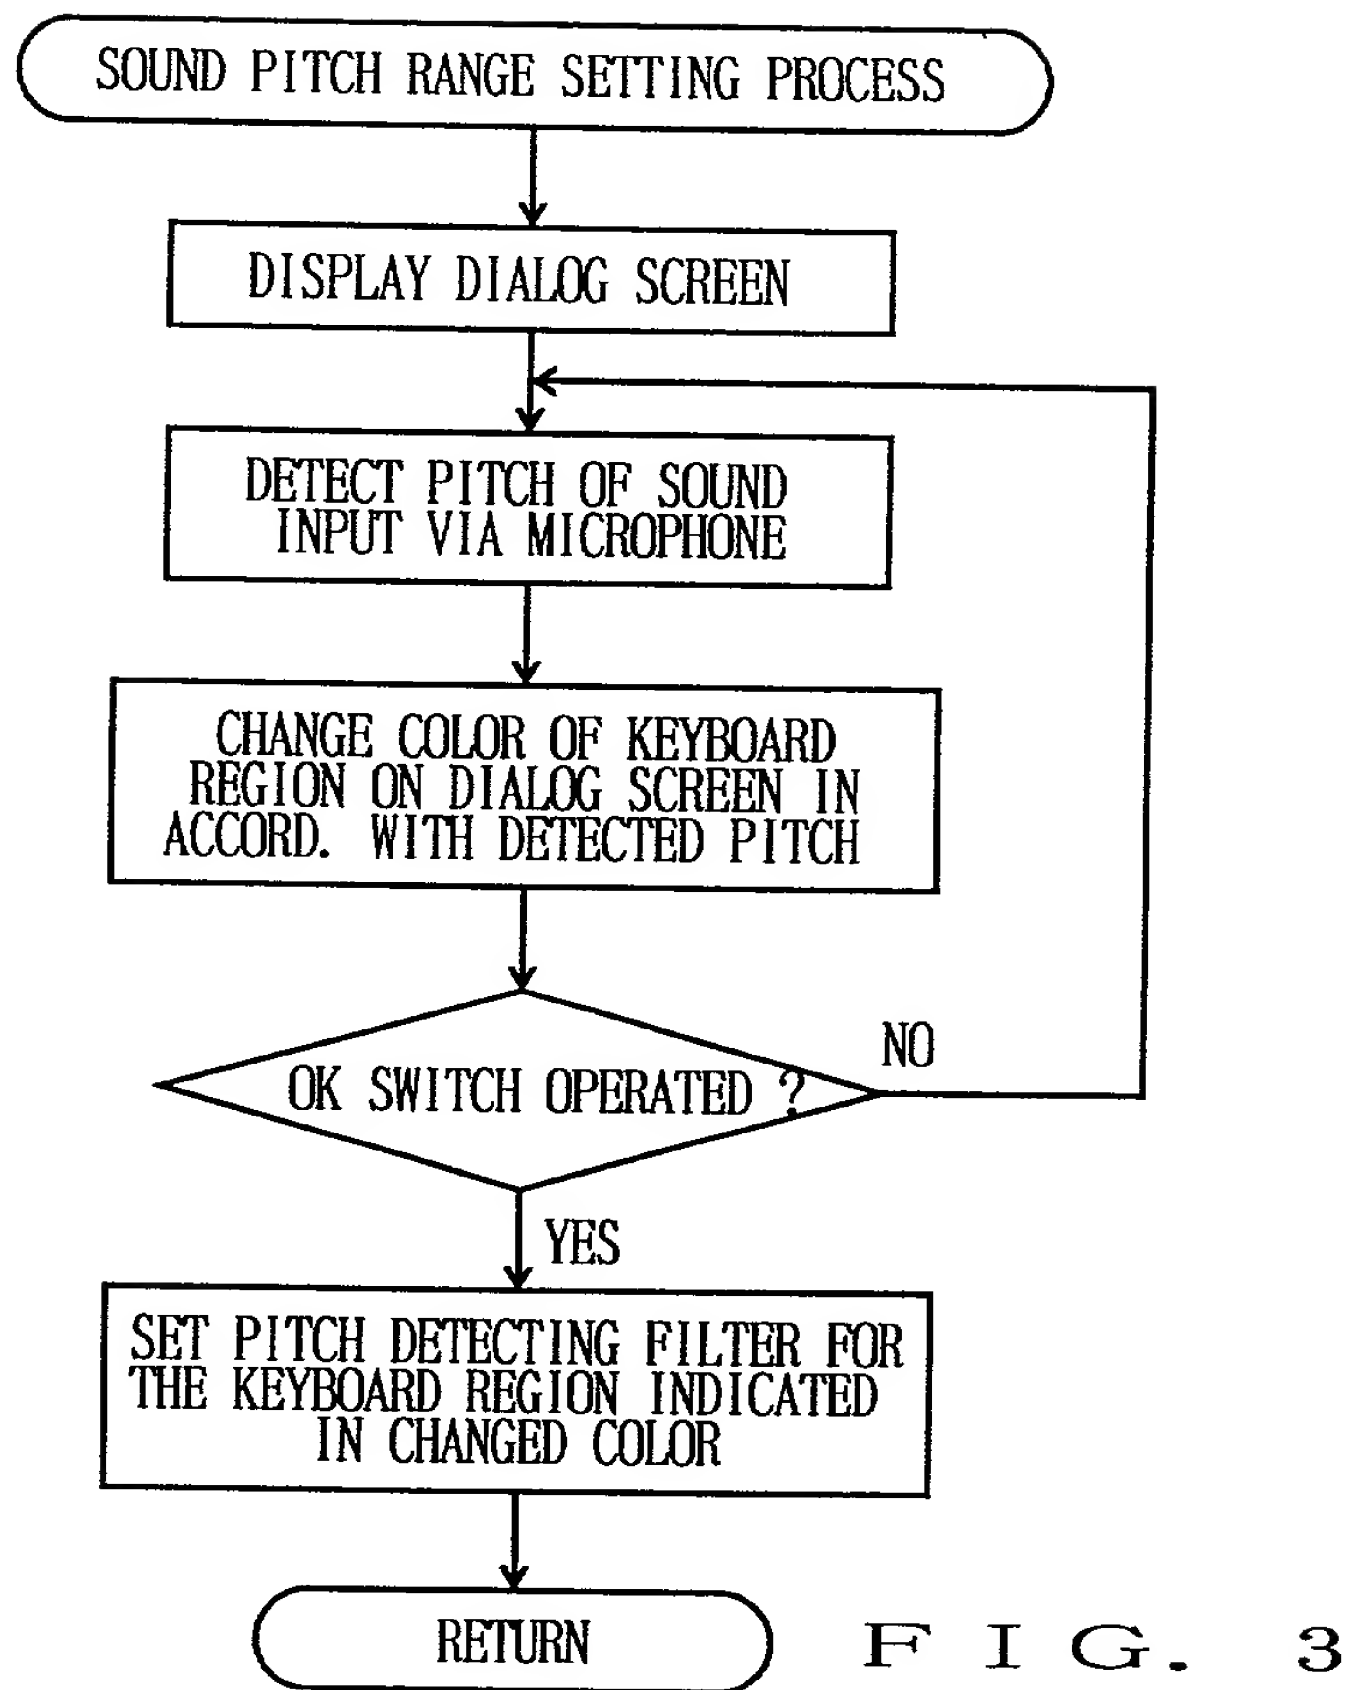 SOUND PITCH RANGE SETTING PROCESS
DISPLAY DIALOG SCREEN
DETECT PITCH OF SOUND
INPUT VIA MICROPHONE
CHANGE COLOR OF KEYBOARD
REGION ON DIALOG SCREEN IN
ACCORD. WITH DETECTED PITCH
OK SWITCH OPERATED ?
NO
YES
SET PITCH DETECTING FILTER FOR
THE KEYBOARD REGION INDICATED
IN CHANGED COLOR
RETURN
FIG. 3